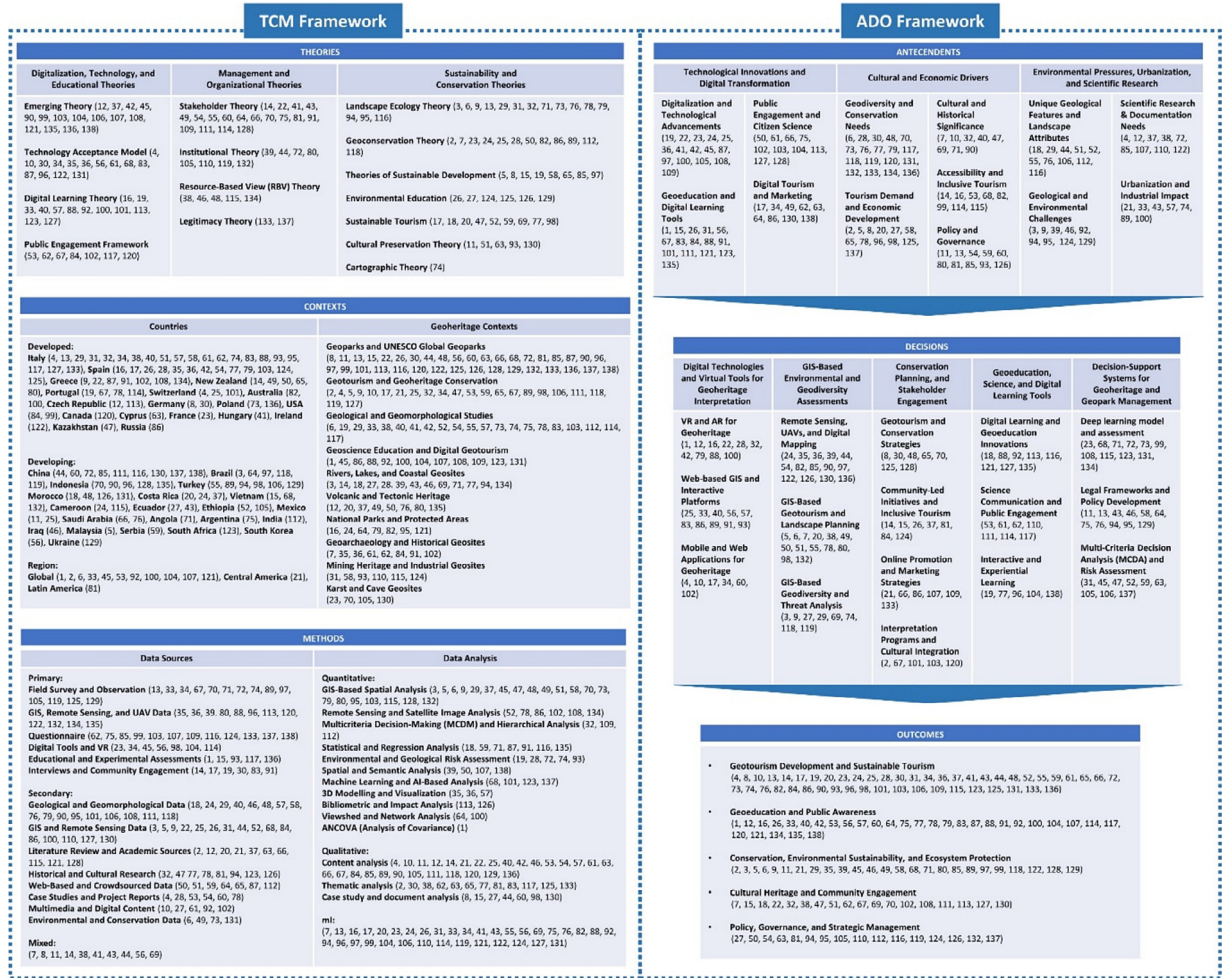 TCM Framework
THEORIES
Digitalization, Technology, and
Educational Theories
Emerging Theory (12, 37, 42, 45,
90, 99, 103, 104, 106, 107, 108,
121, 135, 136, 138)
Technology Acceptance Model (4,
10, 30, 34, 35, 36, 56, 61, 68, 83,
87, 96, 122, 131)
Digital Learning Theory (16, 19,
33, 40, 57, 88, 92, 100, 101, 113,
123, 127)
Public Engagement Framework
(53, 62, 67, 84, 102, 117, 120)
Management and
Organizational Theories
Stakeholder Theory (14, 22, 41, 43,
49, 54, 55, 60, 64, 66, 70, 75, 81, 91,
109, 111, 114, 128)
Institutional Theory (39, 44, 72, 80,
105, 110, 119, 132)
Resource-Based View (RBV) Theory
(38, 46, 48, 115, 134)
Legitimacy Theory (133, 137)
Sustainability and
Conservation Theories
Landscape Ecology Theory (3, 6, 9, 13, 29, 31, 32, 71, 73, 76, 78, 79,
94, 95, 116)
Geoconservation Theory (2, 7, 23, 24, 25, 28, 50, 82, 86, 89, 112,
118)
Theories of Sustainable Development (5, 8, 15, 19, 58, 65, 85, 97)
Environmental Education (26, 27, 124, 125, 126, 129)
Sustainable Tourism (17, 18, 20, 47, 52, 59, 69, 77, 98)
Cultural Preservation Theory (11, 51, 63, 93, 130)
Cartographic Theory (74)
CONTEXTS
Countries
Developed:
Italy (4, 13, 29, 31, 32, 34, 38, 40, 51, 57, 58, 61, 62, 74, 83, 88, 93, 95,
117, 127, 133) Spain (16, 17, 26, 28, 35, 36, 42, 54, 77, 79, 103, 124,
125), Greece (9, 22, 87, 91, 102, 108, 134), New Zealand (14, 49, 50, 65,
80), Portugal (19, 67, 78, 114), Switzerland (4, 25, 101), Australia (82,
100, Czech Republic (12, 113), Germany (8, 30), Poland (73, 136), USA
(84, 99), Canada (120), Cyprus (63), France (23), Hungary (41), Ireland
(122), Kazakhstan (47), Russia (86)
Developing:
China (44, 60, 72, 85, 111, 116, 130, 137, 138), Brazil (3, 64, 97, 118,
119), Indonesia (70, 90, 96, 128, 135), Turkey (55, 89, 94, 98, 106, 129)
Morocco (18, 48, 126, 131), Costa Rica (20, 24, 37), Vietnam (15, 68,
132), Cameroon (24, 115), Ecuador (27, 43), Ethiopia (52, 105), Mexico
(11, 25), Saudi Arabia (66, 76), Angola (71), Argentina (75), India (112),
Iraq (46), Malaysia (5), Serbia (59), South Africa (123), South Korea
(56), Ukraine (129)
Region:
Global (1, 2, 6, 33, 45, 53, 92, 100, 104, 107, 121), Central America (21),
Latin America (81)
Geoheritage Contexts
Geoparks and UNESCO Global Geoparks
(8, 11, 13, 15, 22, 26, 30, 44, 48, 56, 60, 63, 66, 68, 72, 81, 85, 87, 90, 96,
97, 99, 101, 113, 116, 120, 122, 125, 126, 128, 129, 132, 133, 136, 137, 138)
Geotourism and Geoheritage Conservation
(2, 4, 5, 9, 10, 17, 21, 25, 32, 34, 47, 53, 59, 65, 67, 89, 98, 106, 111, 118,
119, 127)
Geological and Geomorphological Studies
(6, 19, 29, 33, 38, 40, 41, 42, 52, 54, 55, 57, 73, 74, 75, 78, 83, 103, 112, 114,
117)
Geoscience Education and Digital Geotourism
(1, 45, 86, 88, 92, 100, 104, 107, 108, 109, 123, 131)
Rivers, Lakes, and Coastal Geosites
(3, 14, 18, 27, 28. 39, 43, 46, 69, 71, 77, 94, 134)
Volcanic and Tectonic Heritage
(12, 20, 37, 49, 50, 76, 80, 135)
National Parks and Protected Areas
(16, 24, 64, 79, 82, 95, 121)
Geoarchaeology and Historical Geosites
(7, 35, 36, 61, 62, 84, 91, 102)
Mining Heritage and Industrial Geosites
(31, 58, 93, 110, 115, 124)
Karst and Cave Geosites
(23, 70, 105, 130)
METHODS
Data Sources
Primary:
Field Survey and Observation (13, 33, 34, 67, 70, 71, 72, 74, 89, 97,
105, 119, 125, 129)
GIS, Remote Sensing, and UAV Data (35, 36, 39. 80, 88, 96, 113, 120,
122, 132, 134, 135)
Questionnaire (62, 75, 85, 99, 103, 107, 109, 116, 124, 133, 137, 138)
Digital Tools and VR (23, 34, 45, 56, 98, 104, 114)
Educational and Experimental Assessments (1, 15, 93, 117, 136)
Interviews and Community Engagement (14, 17, 19, 30, 83, 91)
Secondary:
Geological and Geomorphological Data (18, 24, 29, 40, 46, 48, 57, 58,
76, 79, 90, 95, 101, 106, 108, 111, 118)
GIS and Remote Sensing Data (3, 5, 9, 22, 25, 26, 31, 44, 52, 68, 84,
86, 100, 110, 127, 130)
Literature Review and Academic Sources (2, 12, 20, 21, 37, 63, 66,
115, 121, 128)
Historical and Cultural Research (32, 47 77, 78, 81, 94, 123, 126)
Web-Based and Crowdsourced Data (50, 51, 59, 64, 65, 87, 112)
Case Studies and Project Reports (4, 28, 53, 54, 60, 78)
Multimedia and Digital Content (10, 27, 61, 92, 102)
Environmental and Conservation Data (6, 49, 73, 131)
Mixed:
(7, 8, 11, 14, 38, 41, 43, 44, 56, 69)
Data Analysis
Quantitative:
GIS-Based Spatial Analysis (3, 5, 6, 9, 29, 37, 45, 47, 48, 49, 51, 58, 70, 73,
79, 80, 95, 103, 115, 128, 132)
Remote Sensing and Satellite Image Analysis (52, 78, 86, 102, 108, 134)
Multicriteria Decision-Making (MCDM) and Hierarchical Analysis (32, 109,
112)
Statistical and Regression Analysis (18, 59, 71, 87, 91, 116, 135)
Environmental and Geological Risk Assessment (19, 28, 72, 74, 93)
Spatial and Semantic Analysis (39, 50, 107, 138)
Machine Learning and AI-Based Analysis (68, 101, 123, 137)
3D Modelling and Visualization (35, 36, 57)
Bibliometric and Impact Analysis (113, 126)
Viewshed and Network Analysis (64, 100)
ANCOVA (Analysis of Covariance) (1)
Qualitative:
Content analysis (4, 10, 11, 12, 14, 21, 22, 25, 40, 42, 46, 53, 54, 57, 61, 63,
66, 67, 84, 85, 89, 90, 105, 111, 118, 120, 129, 136)
Thematic analysis (2, 30, 38, 62, 63, 65, 77, 81, 83, 117, 125, 133)
Case study and document analysis (8, 15, 27, 44, 60, 98, 130)
ml:
(7, 13, 16, 17, 20, 23, 24, 26, 31, 33, 34, 41, 43, 55, 56, 69, 75, 76, 82, 88, 92,
94, 96, 97, 99, 104, 106, 110, 114, 119, 121, 122, 124, 127, 131)
ADO Framework
ANTECENDENTS
Technological Innovations and
Digital Transformation
Digitalization and
Technological
Advancements
(19, 22, 23, 24, 25,
36, 41, 42, 45, 87,
97, 100, 105, 108,
109)
Geoeducation and
Digital Learning
Tools
(1, 15, 26, 31, 56,
67, 83, 84, 88, 91,
101, 111, 121, 123,
135)
Public
Engagement and
Citizen Science
(50, 61, 66, 75,
102, 103, 104, 113,
127, 128)
Digital Tourism
and Marketing
(17, 34, 49, 62, 63,
64, 86, 130, 138)
Cultural and Economic Drivers
Geodiversity and
Conservation
Needs
(6, 28, 30, 48, 70,
73, 76, 77, 79, 117,
118, 119, 120, 131,
132, 133, 134, 136)
Tourism Demand
and Economic
Development
(2, 5, 8, 20, 27, 58,
65, 78, 96, 98, 125,
137)
Cultural and
Historical
Significance
(7, 10, 32, 40, 47,
69, 71, 90)
Accessibility and
Inclusive Tourism
(14, 16, 53, 68, 82,
99, 114, 115)
Policy and
Governance
(11, 13, 54, 59, 60,
80, 81, 85, 93, 126)
Environmental Pressures, Urbanization,
and Scientific Research
Unique Geological
Features and
Landscape
Attributes
(18, 29, 44, 51, 52,
55, 76, 106, 112,
116)
Geological and
Environmental
Challenges
(3, 9, 39, 46, 92,
94, 95, 124, 129)
Scientific Research
& Documentation
Needs
(4, 12, 37, 38, 72,
85, 107, 110, 122)
Urbanization and
Industrial Impact
(21, 33, 43, 57, 74,
89, 100)
DECISIONS
Digital Technologies
and Virtual Tools for
Geoheritage
Interpretation
VR and AR for
Geoheritage
(1, 12, 16, 22, 28, 32,
42, 79, 88, 100)
Web-based GIS and
Interactive
Platforms
(25, 33, 40, 56, 57,
83, 86, 89, 91, 93)
Mobile and Web
Applications for
Geoheritage
(4, 10, 17, 34, 60,
102)
GIS-Based
Environmental and
Geodiversity
Assessments
Remote Sensing,
UAVs, and Digital
Mapping
(24, 35, 36, 39, 44,
54, 82, 85, 90, 97,
122, 126, 130, 136)
GIS-Based
Geotourism and
Landscape Planning
(5, 6, 7, 20, 38, 49,
50, 51, 55, 78, 80,
98, 132)
GIS-Based
Geodiversity and
Threat Analysis
(3, 9, 27, 29, 69, 74,
118, 119)
Conservation
Planning, and
Stakeholder
Engagement
Geotourism and
Conservation
Strategies
(8, 30, 48, 65, 70,
125, 128)
Community-Led
Initiatives and
Inclusive Tourism
(14, 15, 26, 37, 81,
84, 124)
Online Promotion
and Marketing
Strategies
(21, 66, 86, 107, 109,
133)
Interpretation
Programs and
Cultural Integration
(2, 67, 101, 103, 120)
Geoeducation,
Science, and Digital
Learning Tools
Digital Learning and
Geoeducation
Innovations
(18, 88, 92, 113, 116,
121, 127, 135)
Science
Communication and
Public Engagement
(53, 61, 62, 110,
111, 114, 117)
Interactive and
Experiential
Learning
(19, 77, 96, 104, 138)
Decision-Support
Systems for
Geoheritage and
Geopark Management
Deep learning model
and assessment
(23, 68, 71, 72, 73, 99,
108, 115, 123, 131,
134)
Legal Frameworks and
Policy Development
(11, 13, 43, 46, 58, 64,
75, 76, 94, 95, 129)
Multi-Criteria Decision
Analysis (MCDA) and
Risk Assessment
(31, 45, 47, 52, 59, 63,
105, 106, 137)
OUTCOMES
• Geotourism Development and Sustainable Tourism
(4, 8, 10, 13, 14, 17, 19, 20, 23, 24, 25, 28, 30, 31, 34, 36, 37, 41, 43, 44, 48, 52, 55, 59, 61, 65, 66, 72,
73, 74, 76, 82, 84, 86, 90, 93, 96, 98, 101, 103, 106, 109, 115, 123, 125, 131, 133, 136)
• Geoeducation and Public Awareness
(1, 12, 16, 26, 33, 40, 42, 53, 56, 57, 60, 64, 75, 77, 78, 79, 83, 87, 88, 91, 92, 100, 104, 107, 114, 117,
120, 121, 134, 135, 138)
• Conservation, Environmental Sustainability, and Ecosystem Protection
(2, 3, 5, 6, 9, 11, 21, 29, 35, 39, 45, 46, 49, 58, 68, 71, 80, 85, 89, 97, 99, 118, 122, 128, 129)
• Cultural Heritage and Community Engagement
(7, 15, 18, 22, 32, 38, 47, 51, 62, 67, 69, 70, 102, 108, 111, 113, 127, 130)
• Policy, Governance, and Strategic Management
(27, 50, 54, 63, 81, 94, 95, 105, 110, 112, 116, 119, 124, 126, 132, 137)